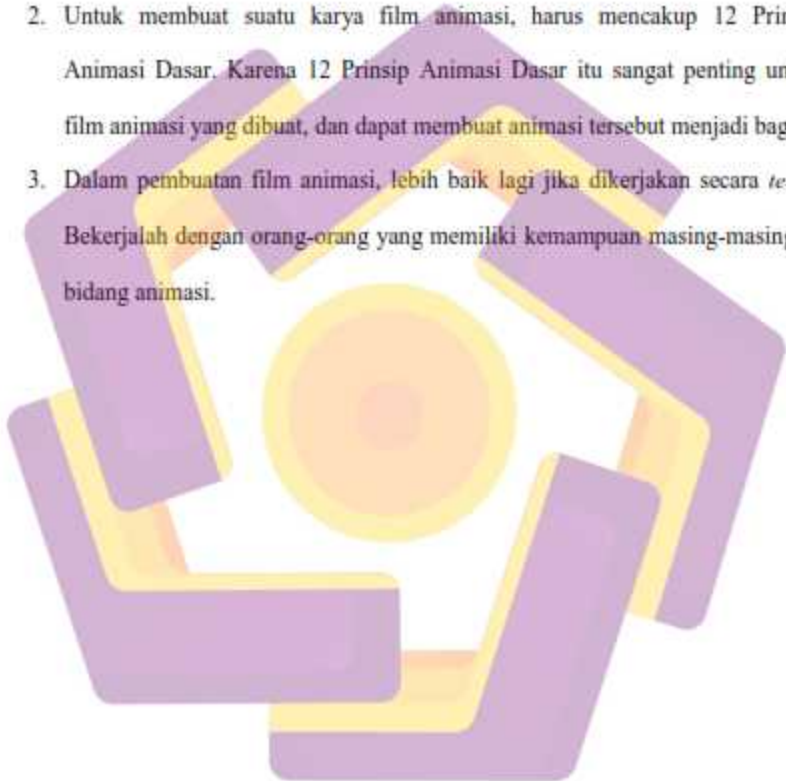 2. Untuk membuat suatu karya film animasi, harus mencakup 12 Prin
Animasi Dasar. Karena 12 Prinsip Animasi Dasar itu sangat penting un
film animasi yang dibuat, dan dapat membuat animasi tersebut menjadi bag
3. Dalam pembuatan film animasi, lebih baik lagi jika dikerjakan secara te
Bekerjalah dengan orang-orang yang memiliki kemampuan masing-masing
bidang animasi.